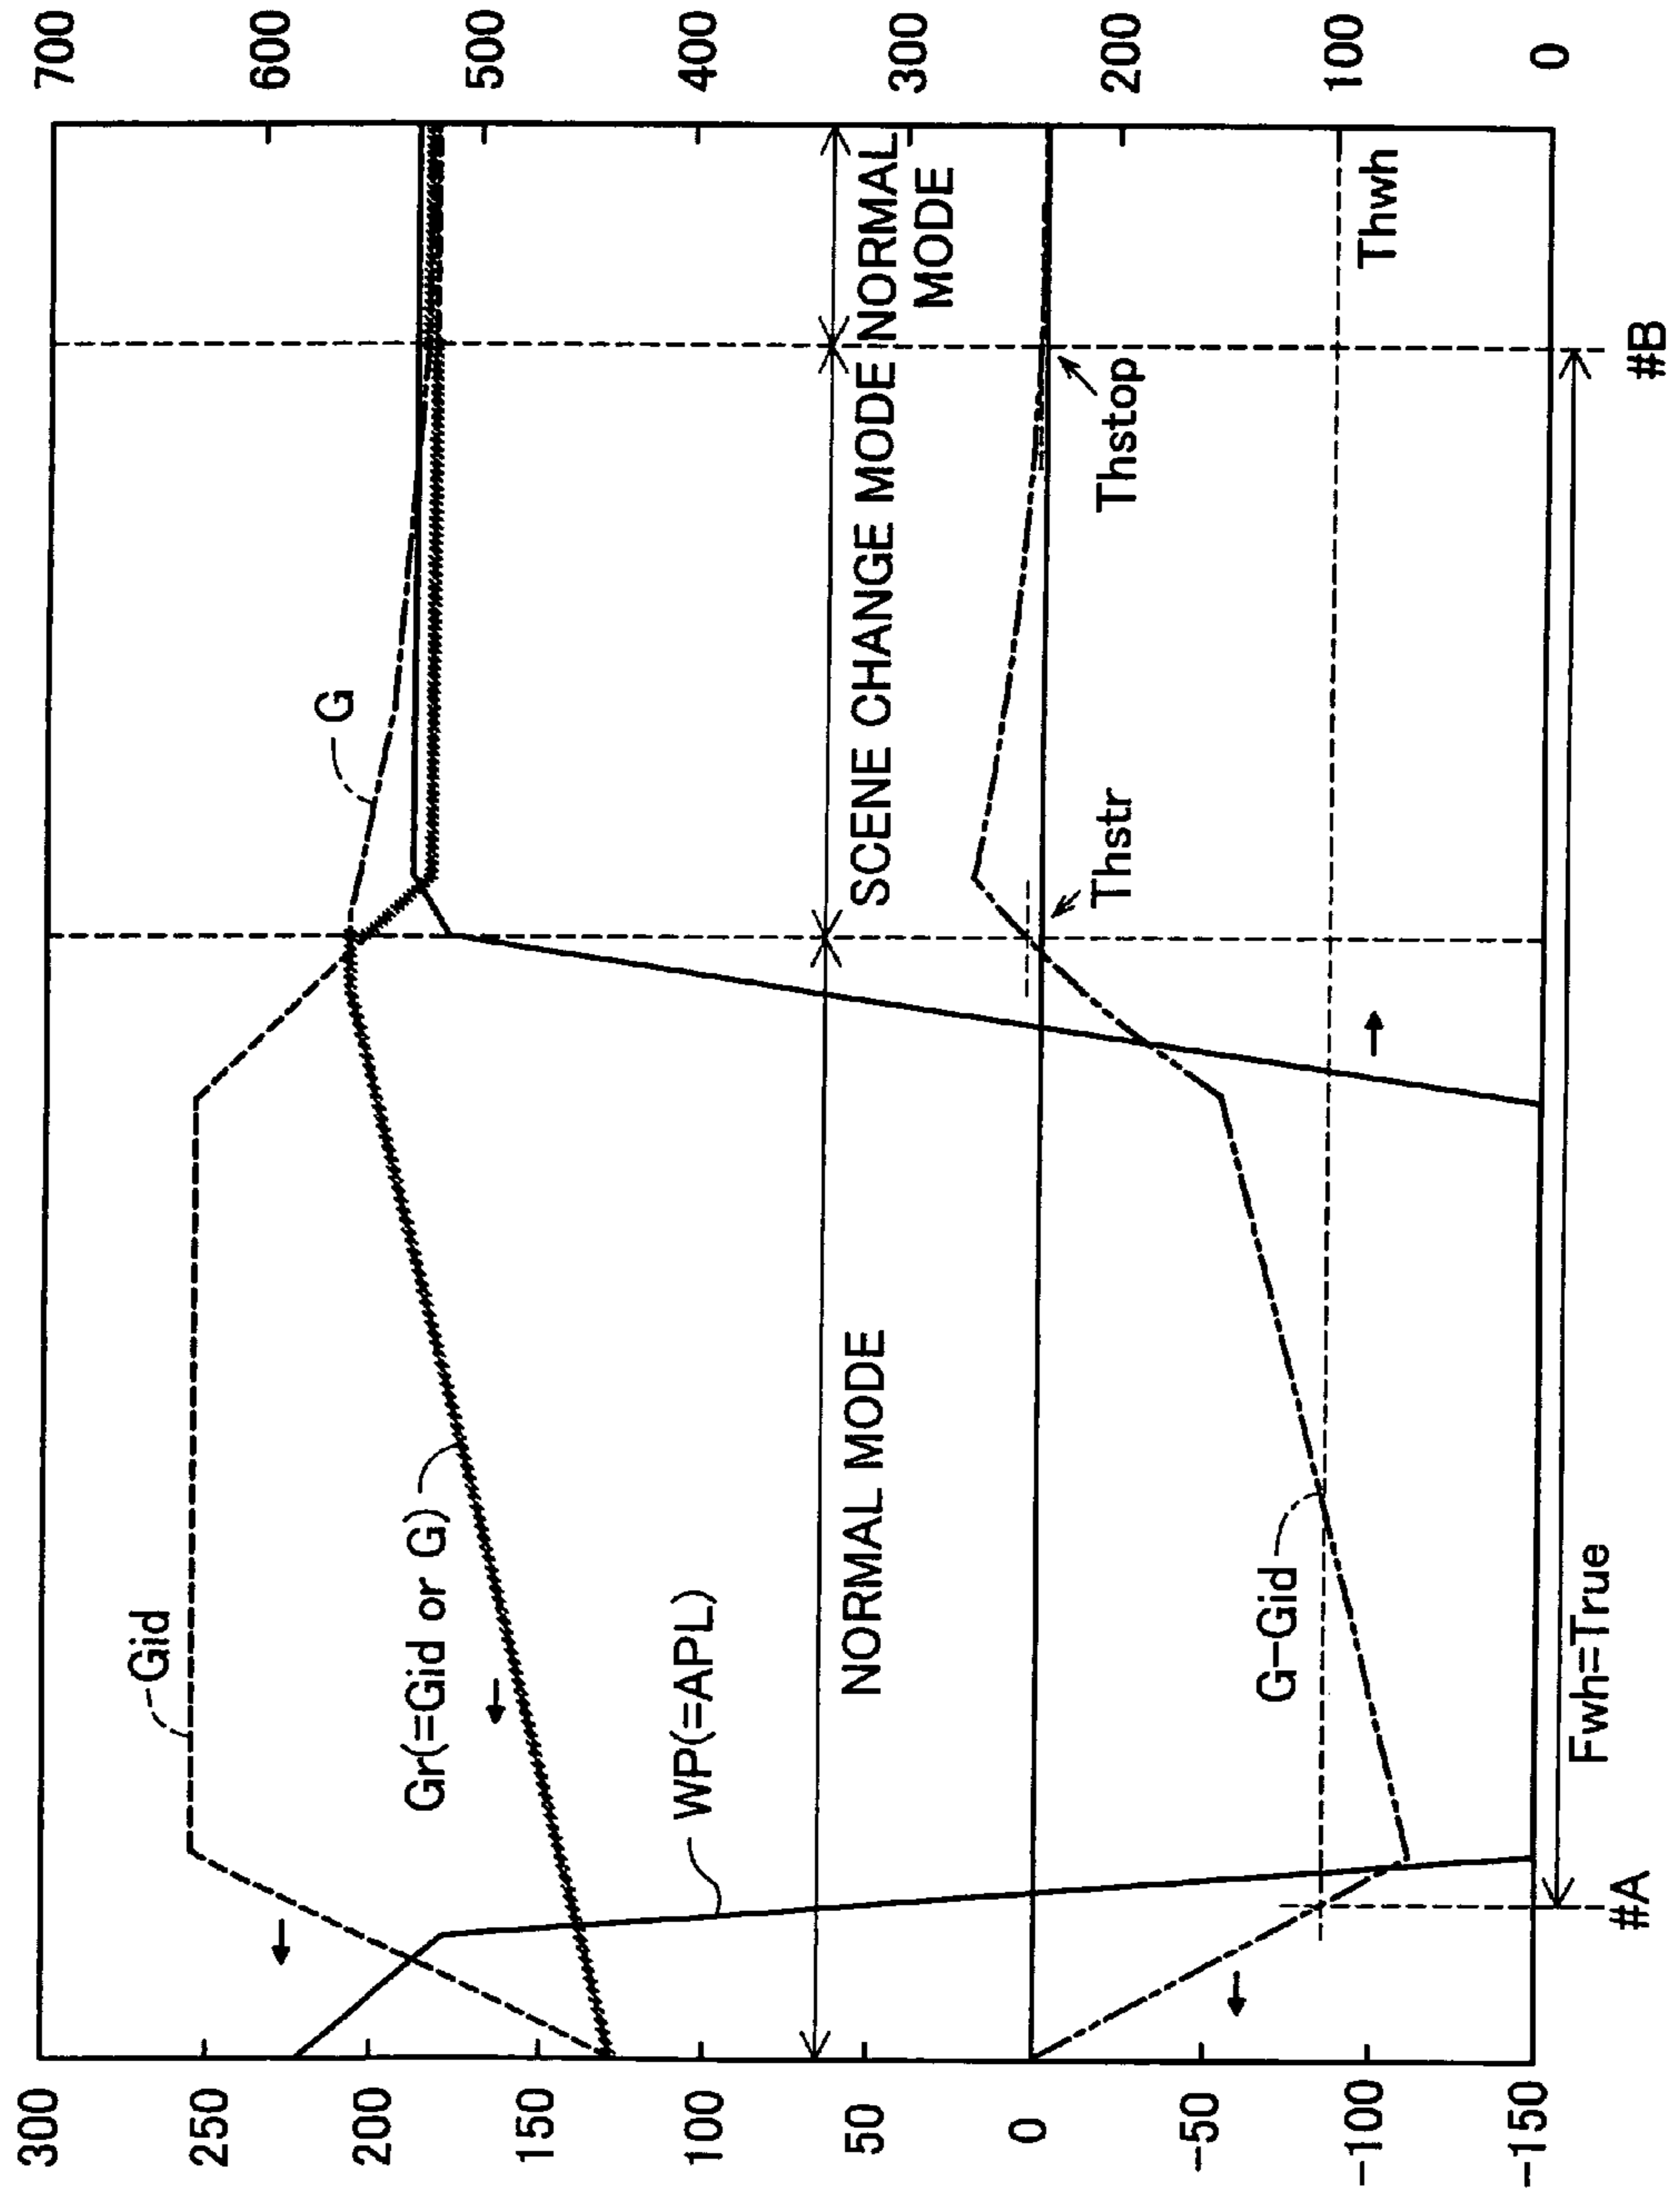 300
250
200
150
100
50
0
-50
-100
-150
700
600
500
400
300
200
100
0
Gid
Gr(=Gid or G)
WP(=APL)
G
NORMAL MODE
SCENE CHANGE MODE
NORMAL
MODE
G-Gid
Thstr
Thstop
Thwh
Fwh=True
#A
#B